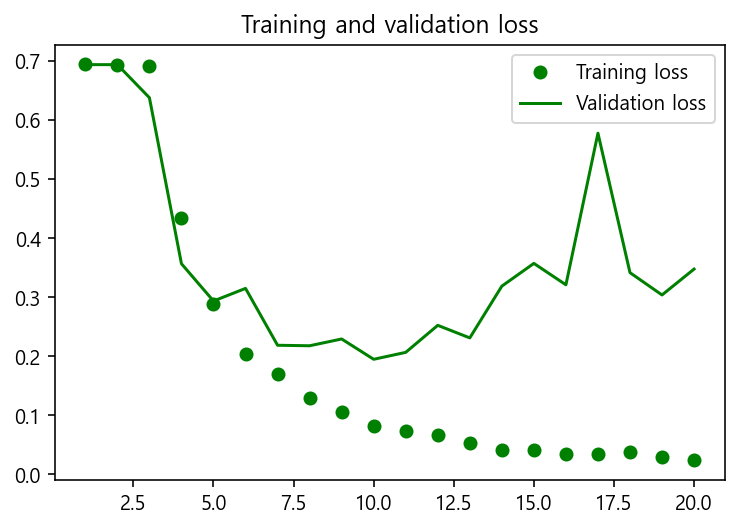 Training and validation loss
Training loss
Validation loss
0.7
0.6
0.5
0.4
0.3
0.2
0.1
0.0
2.5 5.0 7.5 10.0 12.5 15.0 17.5 20.0